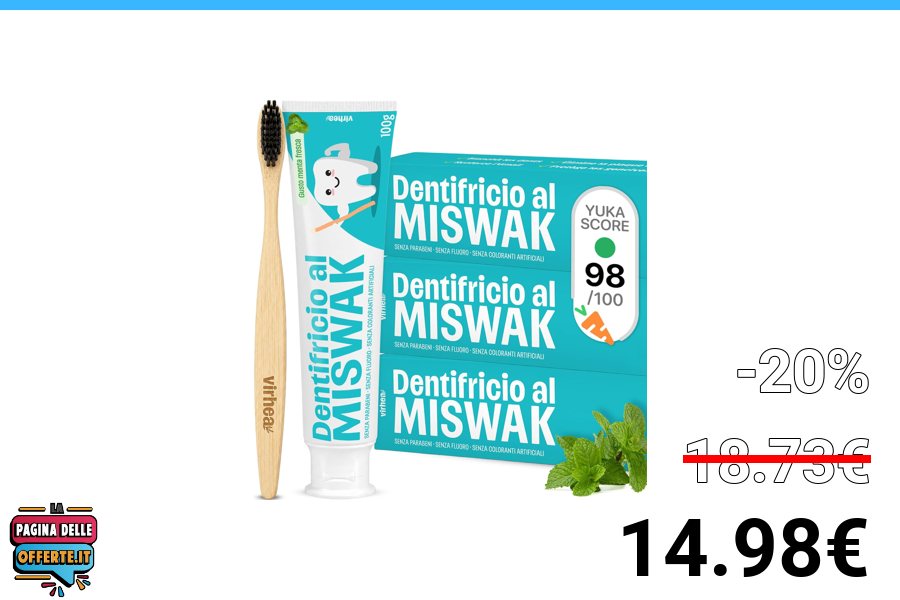 virhea
Gusto menta fresca
100g
Dentifricio al
MISWAK
SENZA PARABENI - SENZA FLUORO - SENZA COLORANTI ARTIFICIALI
virhea
Dentifricio al
MISWAK
SENZA PARABENI - SENZA FLUORO - SENZA COLORANTI ARTIFICIALI
virhea
Dentifricio al
MISWAK
SENZA PARABENI - SENZA FLUORO - SENZA COLORANTI ARTIFICIALI
virhea
Dentifricio al
MISWAK
SENZA PARABENI - SENZA FLUORO - SENZA COLORANTI ARTIFICIALI
virhea
YUKA
SCORE
98
/100
-20%
18.73€
14.98€
LA
PAGINA DELLE
OFFERTE.IT